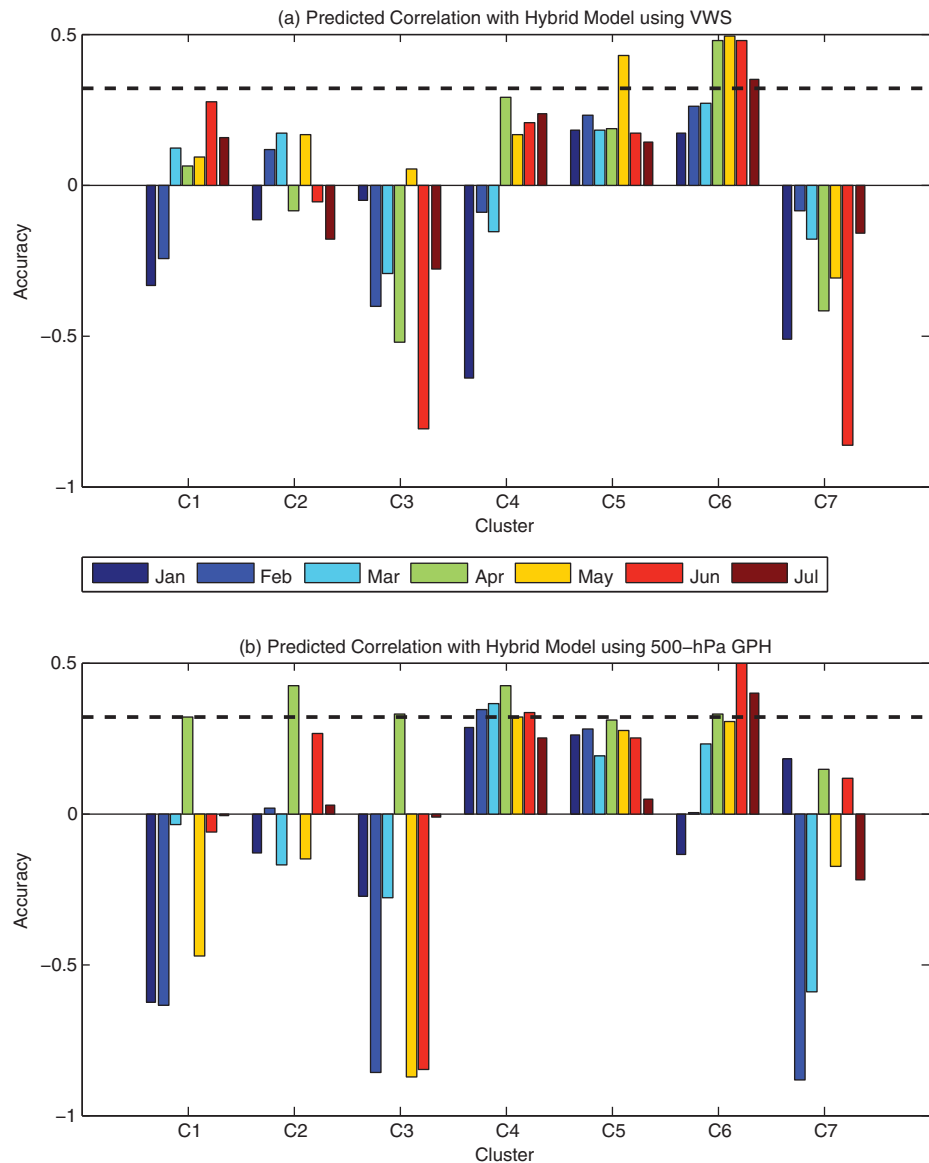 (a) Predicted Correlation with Hybrid Model using VWS
0.5
0
−0.5
−1
Accuracy
C1 C2 C3 C4 C5 C6 C7
Cluster
Jan Feb Mar Apr May Jun Jul
(b) Predicted Correlation with Hybrid Model using 500−hPa GPH
0.5
0
−0.5
−1
Accuracy
C1 C2 C3 C4 C5 C6 C7
Cluster